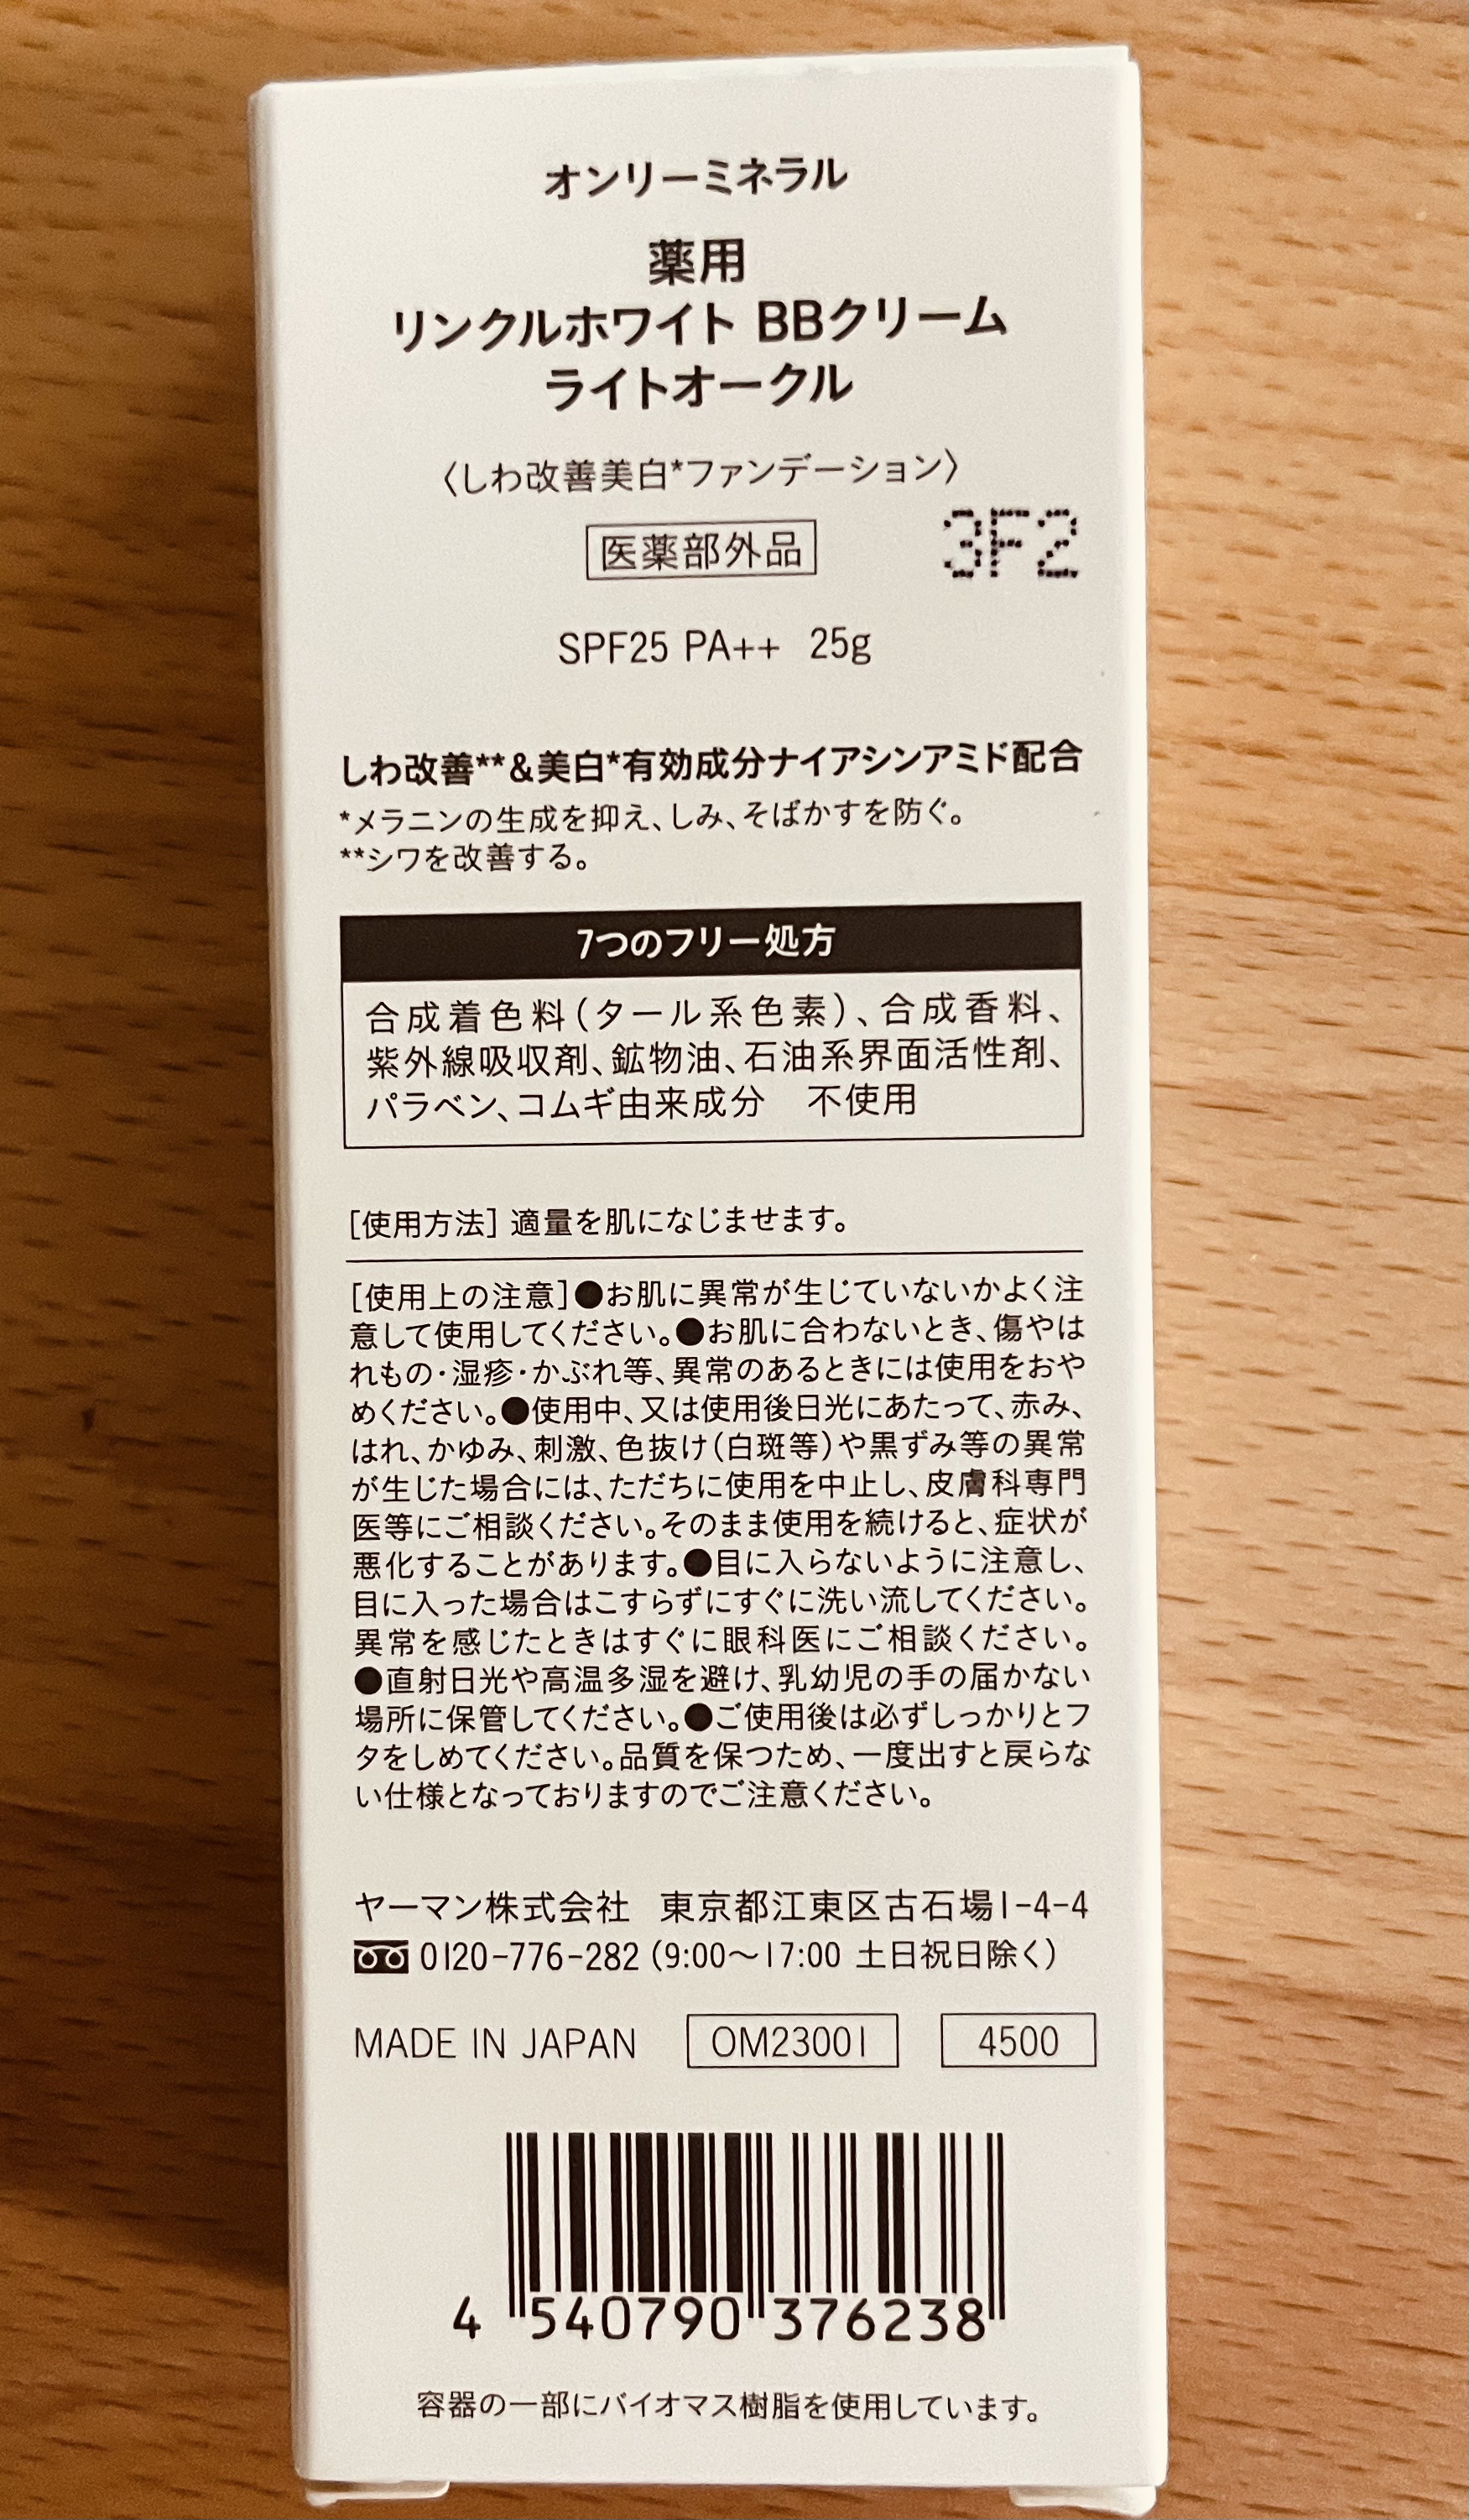 オンリーミネラル
薬用
リンクルホワイト BBクリーム
ライトオークル
〈しわ改善美白*ファンデーション〉
医薬部外品
3F2
SPF25 PA++ 25g
しわ改善**&美白*有効成分ナイアシンアミド配合
*メラニンの生成を抑え、しみ、そばかすを防ぐ。
**シワを改善する。
7つのフリー処方
合成着色料(タール系色素)、合成香料、
紫外線吸収剤、鉱物油、石油系界面活性剤、
パラベン、コムギ由来成分　不使用
[使用方法] 適量を肌になじませます。
[使用上の注意]●お肌に異常が生じていないかよく注
意して使用してください。●お肌に合わないとき、傷やは
れもの・湿疹・かぶれ等、異常のあるときには使用をおや
めください。●使用中、又は使用後日光にあたって、赤み、
はれ、かゆみ、刺激、色抜け(白斑等)や黒ずみ等の異常
が生じた場合には、ただちに使用を中止し、皮膚科専門
医等にご相談ください。そのまま使用を続けると、症状が
悪化することがあります。●目に入らないように注意し、
目に入った場合はこすらずにすぐに洗い流してください。
異常を感じたときはすぐに眼科医にご相談ください。
●直射日光や高温多湿を避け、乳幼児の手の届かない
場所に保管してください。●ご使用後は必ずしっかりとフ
タをしめてください。品質を保つため、一度出すと戻らな
い仕様となっておりますのでご注意ください。
ヤーマン株式会社 東京都江東区古石場1-4-4
0120-776-282 (9:00〜17:00 土日祝日除く)
MADE IN JAPAN OM23001 4500
4 540790 376238
容器の一部にバイオマス樹脂を使用しています。